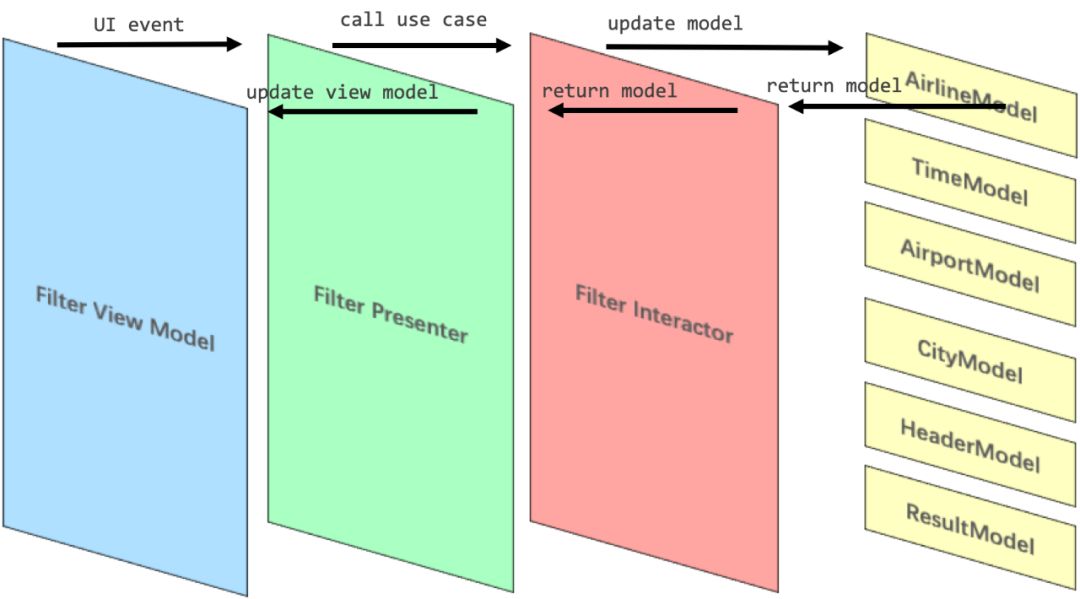 UI event
call use case
update model
update view model
return model
return model
Filter View Model
Filter Presenter
Filter Interactor
AirlineModel
TimeModel
AirportModel
CityModel
HeaderModel
ResultModel